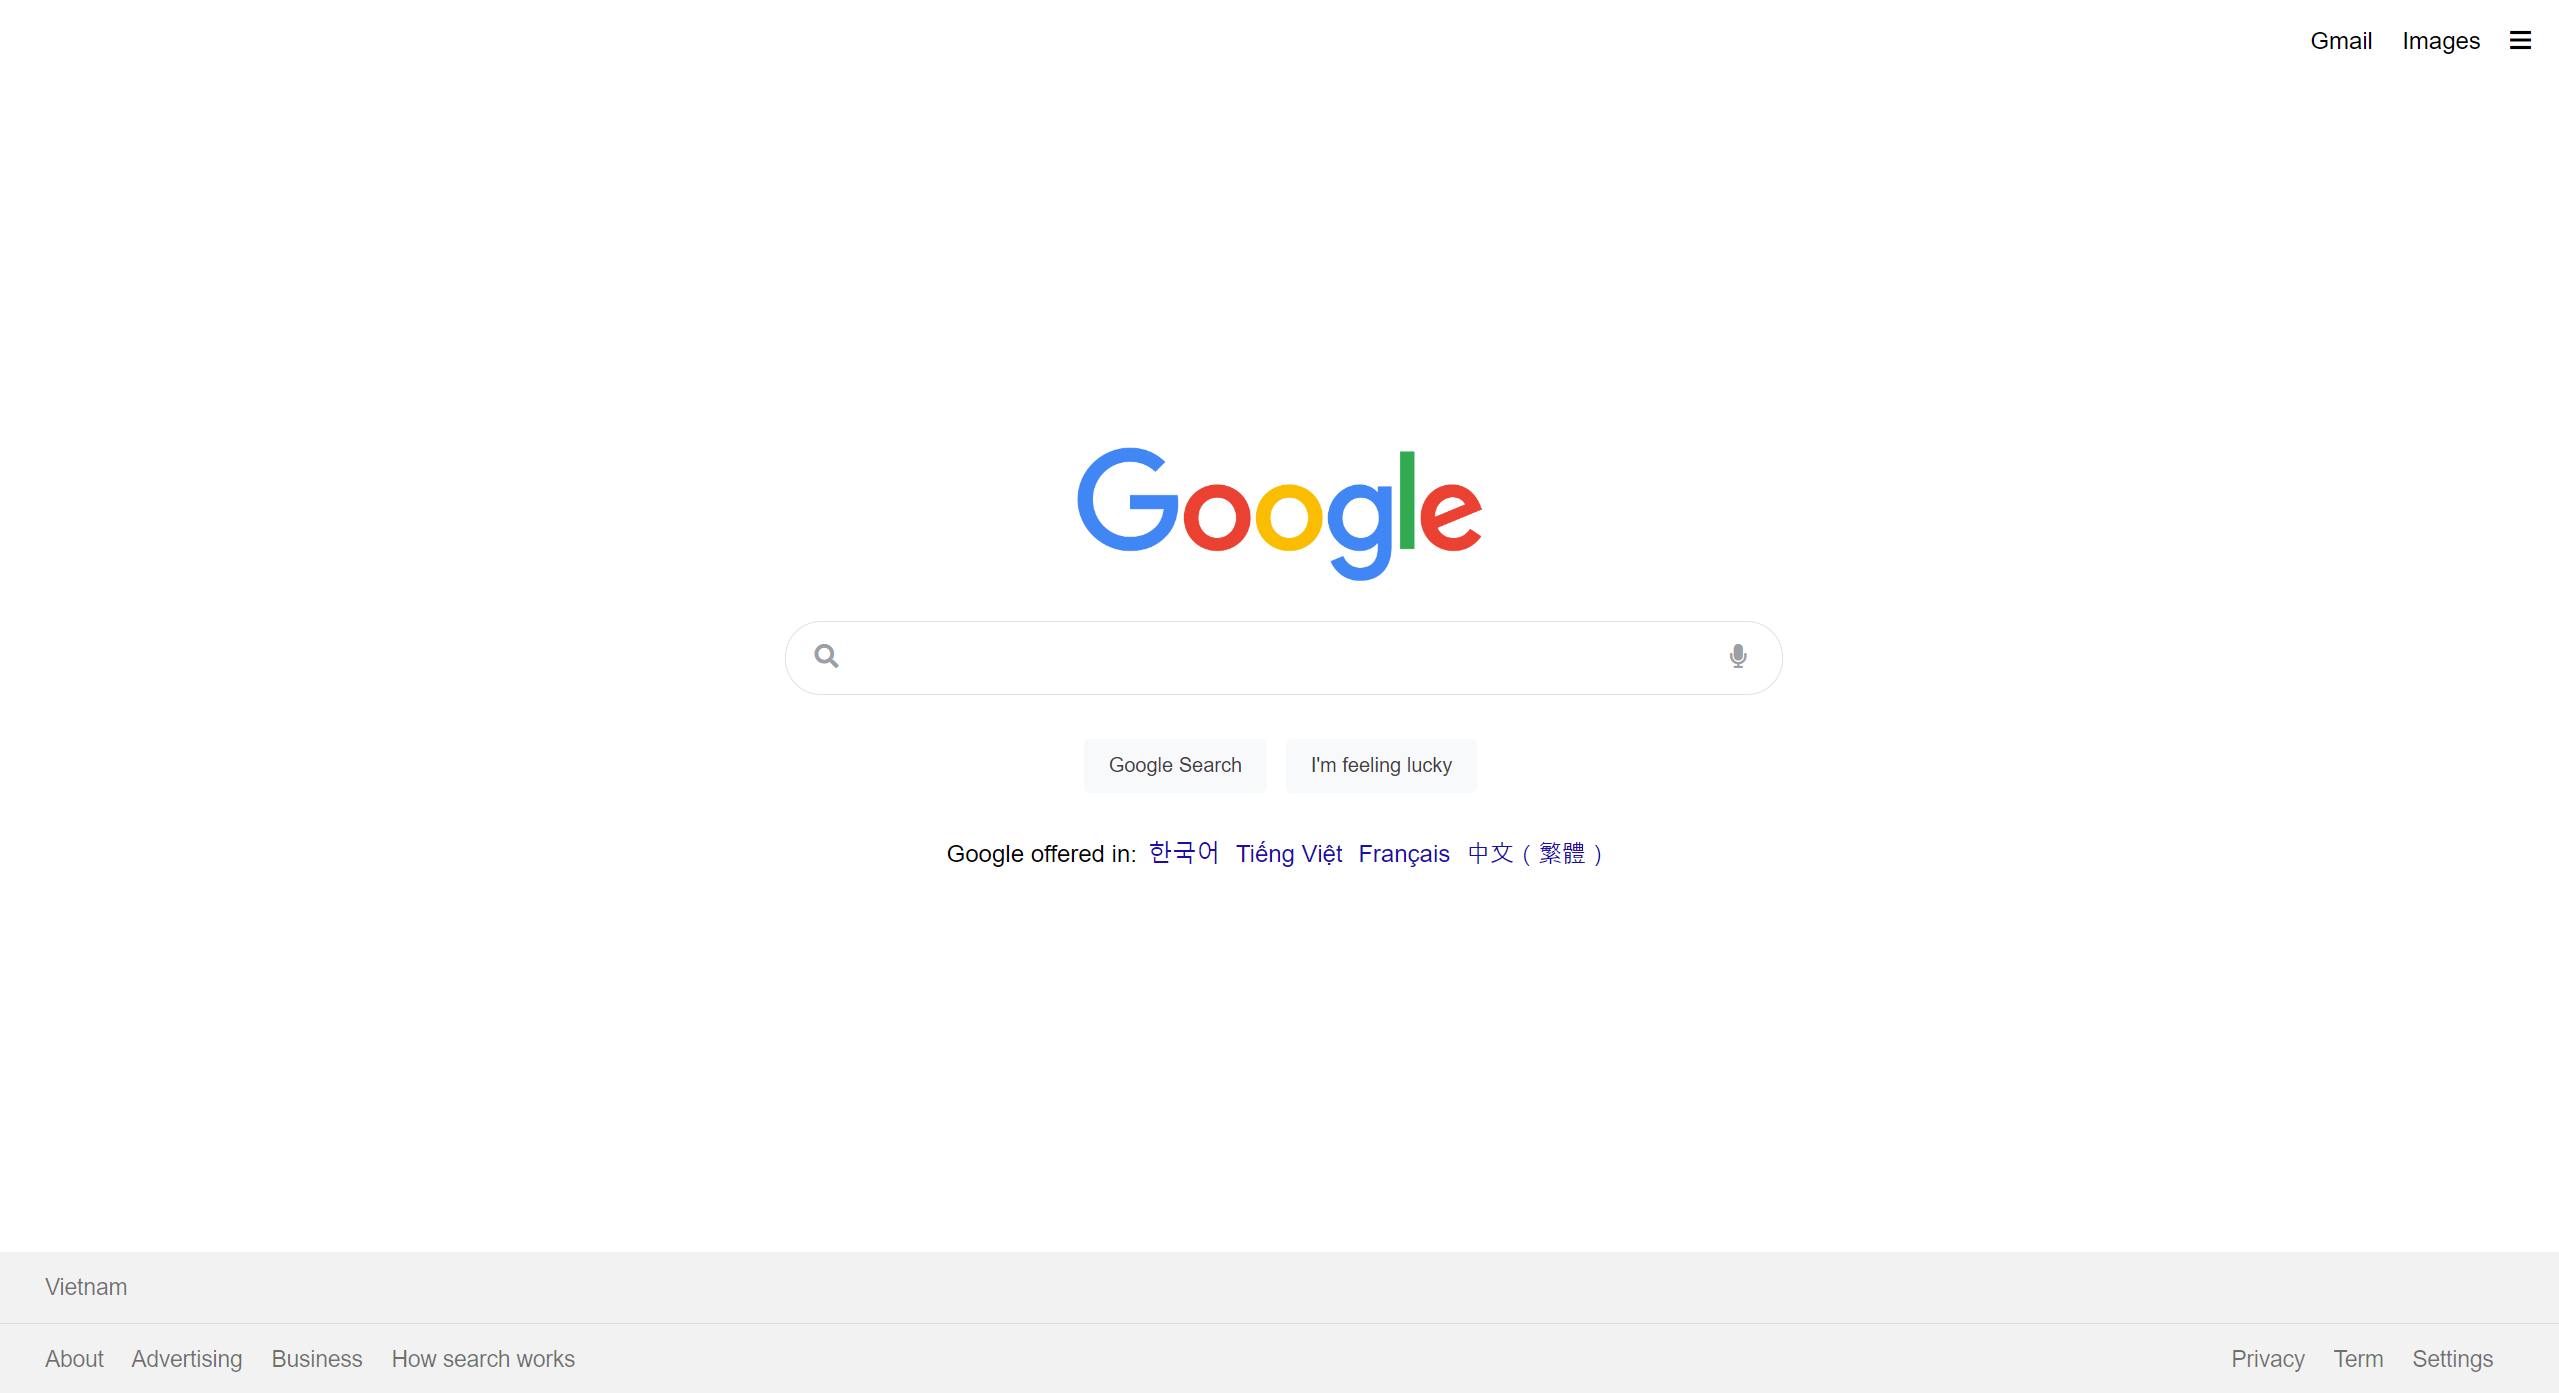 Gmail Images
Google
Google Search I'm feeling lucky
Google offered in: 한국어 Tiếng Việt Français 中文（繁體）
Vietnam
About Advertising Business How search works Privacy Term Settings